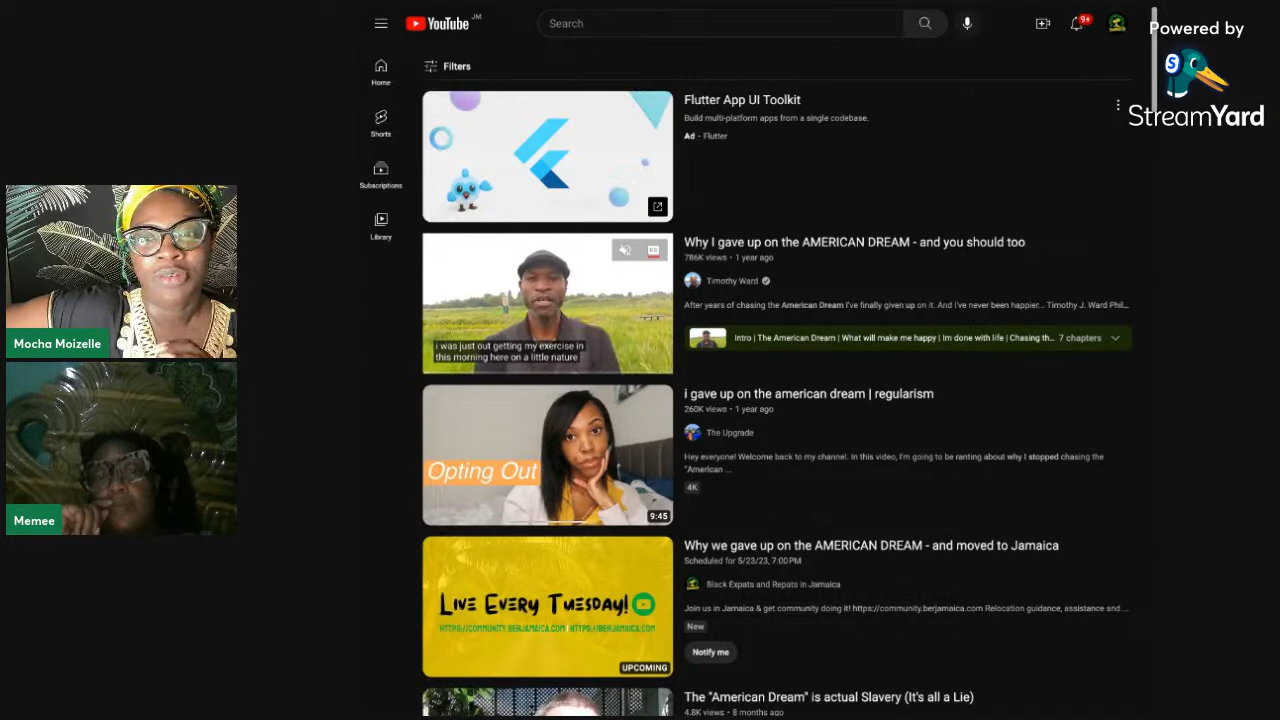 YouTube JM
Search
9+
Powered by
StreamYard
Home
Shorts
Subscriptions
Library
Filters
Flutter App UI Toolkit
Build multi-platform apps from a single codebase.
Ad - Flutter
Why I gave up on the AMERICAN DREAM - and you should too
786K views • 1 year ago
Timothy Ward
After years of chasing the American Dream I've finally given up on it. And i've never been happier... Timothy J. Ward Phil...
Intro | The American Dream | What will make me happy | Im done with life | Chasing th... 7 chapters
CC
i was just out getting my exercise in
this morning here on a little nature
i gave up on the american dream | regularism
260K views • 1 year ago
The Upgrade
Hey everyone! Welcome back to my channel. In this video, I'm going to be ranting about why I stopped chasing the
"American ...
4K
Opting Out
9:45
Why we gave up on the AMERICAN DREAM - and moved to Jamaica
Scheduled for 5/23/23, 7:00 PM
Black Expats and Repats in Jamaica
Join us in Jamaica & get community doing it! https://community.berjamaica.com Relocation guidance, assistance and ...
New
Notify me
LIVE EVERY TUESDAY!
HTTPS://COMMUNITY.BERJAMAICA.COM | HTTPS://BERJAMAICA.COM
UPCOMING
The "American Dream" is actual Slavery (It's all a Lie)
4.8K views • 8 months ago
Mocha Moizelle
Memee